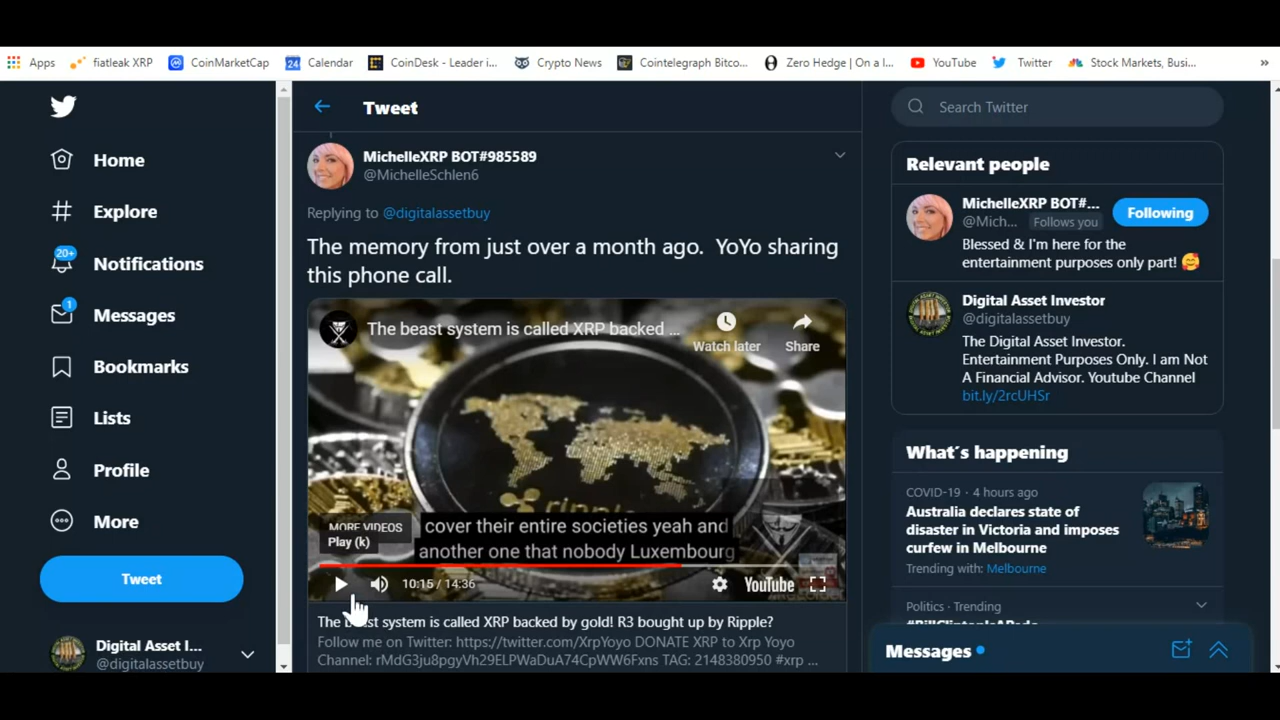 Apps
fiatleak XRP
CoinMarketCap
24
Calendar
CoinDesk - Leader i...
Crypto News
Cointelegraph Bitco...
Zero Hedge | On a l...
YouTube
Twitter
Stock Markets, Busi...
»
Home
Explore
20+
Notifications
1
Messages
Bookmarks
Lists
Profile
More
Tweet
Digital Asset I...
@digitalassetbuy
Tweet
MichelleXRP BOT#985589
@MichelleSchlen6
Replying to @digitalassetbuy
The memory from just over a month ago. YoYo sharing
this phone call.
The beast system is called XRP backed ...
Watch later
Share
ripple
cover their entire societies yeah and
another one that nobody Luxembourg
MORE VIDEOS
Play (k)
10:15 / 14:36
YouTube
The beast system is called XRP backed by gold! R3 bought up by Ripple?
Follow me on Twitter: https://twitter.com/XrpYoyo DONATE XRP to Xrp Yoyo
Channel: rMdG3ju8pgyVh29ELPWaDuA74CpWW6Fxns TAG: 2148380950 #xrp ...
Search Twitter
Relevant people
MichelleXRP BOT#...
@Mich...
Follows you
Following
Blessed & I'm here for the
entertainment purposes only part!
Digital Asset Investor
@digitalassetbuy
The Digital Asset Investor.
Entertainment Purposes Only. I am Not
A Financial Advisor. Youtube Channel
bit.ly/2rcUHSr
What's happening
COVID-19 · 4 hours ago
Australia declares state of
disaster in Victoria and imposes
curfew in Melbourne
Trending with: Melbourne
Politics · Trending
Messages